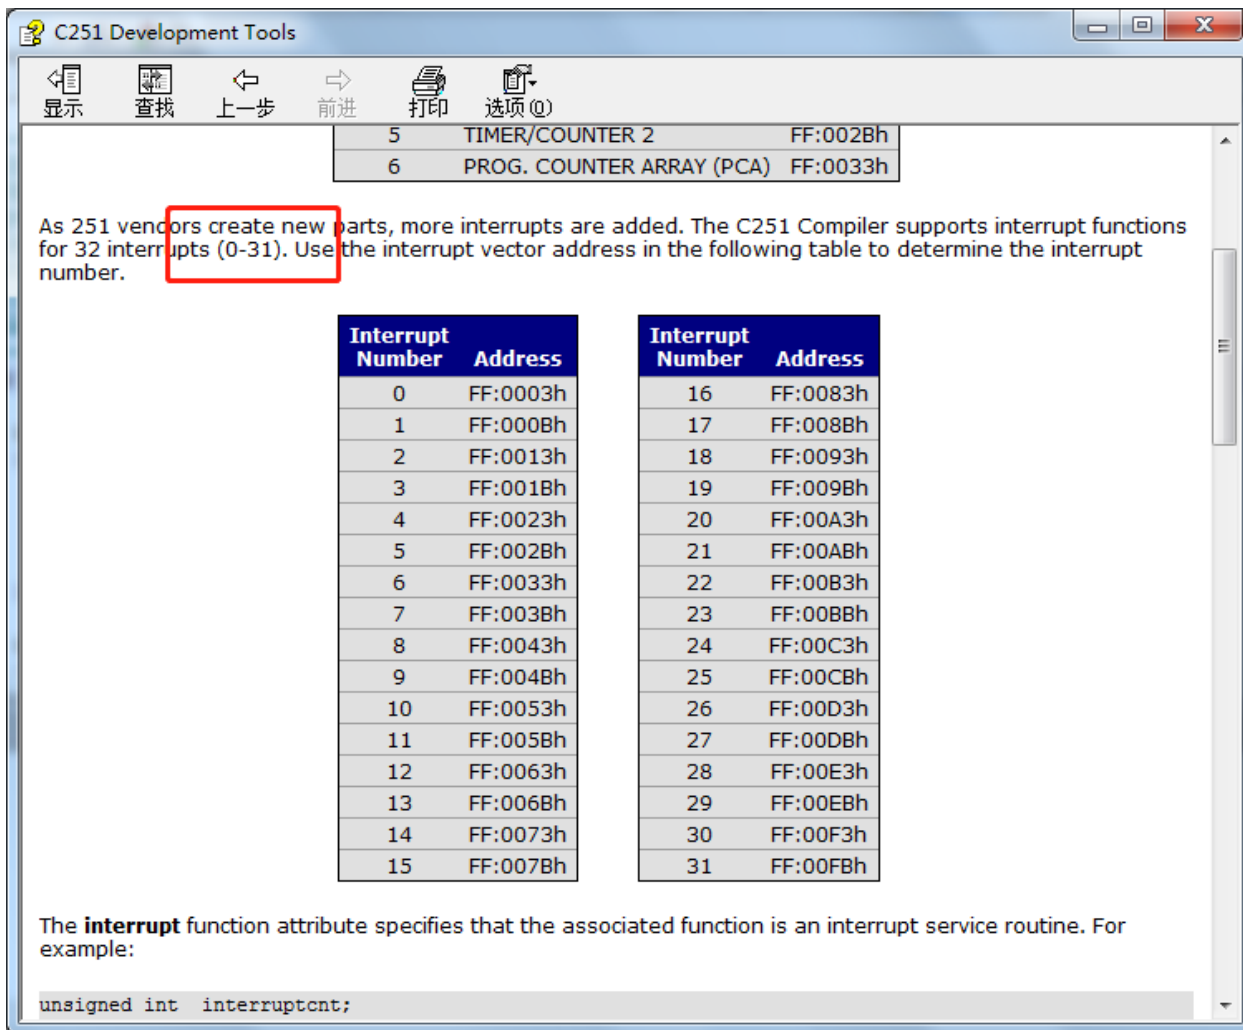 C251 Development Tools
显示 查找 上一步 前进 打印 选项(O)
5 TIMER/COUNTER 2 FF:002Bh
6 PROG. COUNTER ARRAY (PCA) FF:0033h
As 251 vendors create new parts, more interrupts are added. The C251 Compiler supports interrupt functions
for 32 interrupts (0-31). Use the interrupt vector address in the following table to determine the interrupt
number.
Interrupt
Number Address
0 FF:0003h
1 FF:000Bh
2 FF:0013h
3 FF:001Bh
4 FF:0023h
5 FF:002Bh
6 FF:0033h
7 FF:003Bh
8 FF:0043h
9 FF:004Bh
10 FF:0053h
11 FF:005Bh
12 FF:0063h
13 FF:006Bh
14 FF:0073h
15 FF:007Bh
Interrupt
Number Address
16 FF:0083h
17 FF:008Bh
18 FF:0093h
19 FF:009Bh
20 FF:00A3h
21 FF:00ABh
22 FF:00B3h
23 FF:00BBh
24 FF:00C3h
25 FF:00CBh
26 FF:00D3h
27 FF:00DBh
28 FF:00E3h
29 FF:00EBh
30 FF:00F3h
31 FF:00FBh
The interrupt function attribute specifies that the associated function is an interrupt service routine. For
example:
unsigned int interruptcnt;